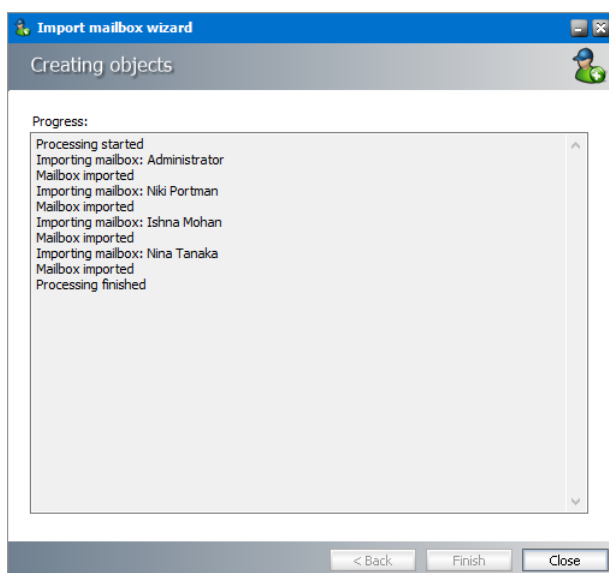 Import mailbox wizard
Creating objects
Progress:
Processing started
Importing mailbox: Administrator
Mailbox imported
Importing mailbox: Niki Portman
Mailbox imported
Importing mailbox: Ishna Mohan
Mailbox imported
Importing mailbox: Nina Tanaka
Mailbox imported
Processing finished
< Back Finish Close